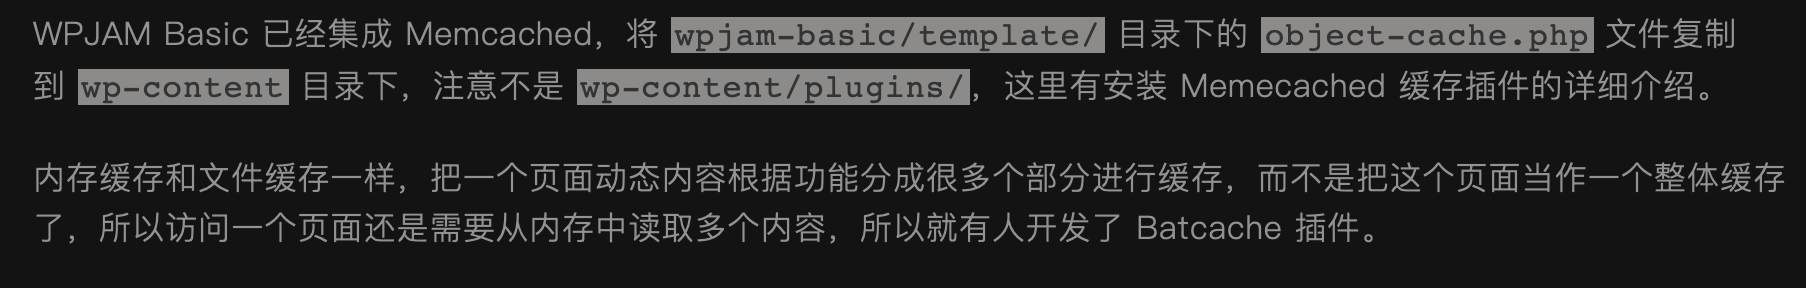 WPJAM Basic 已经集成 Memcached，将 wpjam-basic/template/ 目录下的 object-cache.php 文件复制
到 wp-content 目录下，注意不是 wp-content/plugins/，这里有安装 Memecached 缓存插件的详细介绍。
内存缓存和文件缓存一样，把一个页面动态内容根据功能分成很多个部分进行缓存，而不是把这个页面当作一个整体缓存
了，所以访问一个页面还是需要从内存中读取多个内容，所以就有人开发了 Batcache 插件。